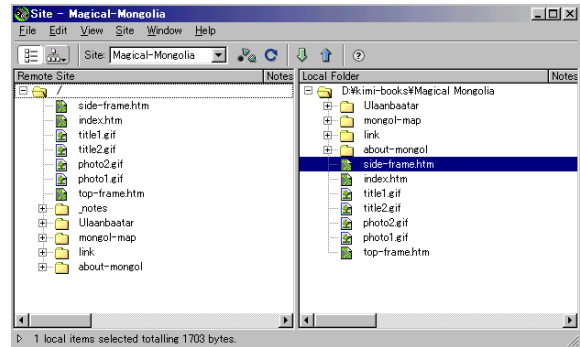 Site - Magical-Mongolia
File Edit View Site Window Help
Site: Magical-Mongolia
Remote Site Notes
/
side-frame.htm
index.htm
title1.gif
title2.gif
photo2.gif
photo1.gif
top-frame.htm
_notes
Ulaanbaatar
mongol-map
link
about-mongol
Local Folder Notes
D:¥kimi-books¥Magical Mongolia
Ulaanbaatar
mongol-map
link
about-mongol
side-frame.htm
index.htm
title1.gif
title2.gif
photo2.gif
photo1.gif
top-frame.htm
1 local items selected totalling 1703 bytes.